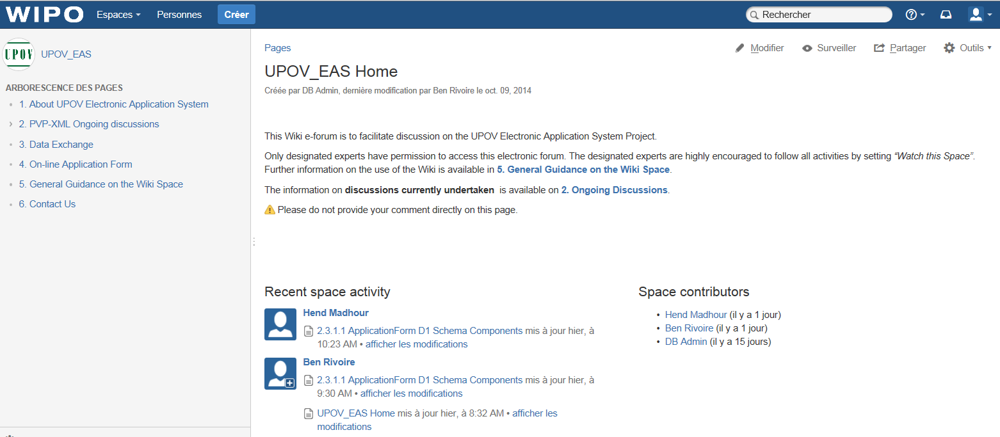 WIPO Espaces Personnes Créer Rechercher
UPOV UPOV_EAS
ARBORESCENCE DES PAGES
• 1. About UPOV Electronic Application System
› 2. PVP-XML Ongoing discussions
• 3. Data Exchange
• 4. On-line Application Form
• 5. General Guidance on the Wiki Space
• 6. Contact Us
Pages
Modifier Surveiller Partager Outils
UPOV_EAS Home
Créée par DB Admin, dernière modification par Ben Rivoire le oct. 09, 2014
This Wiki e-forum is to facilitate discussion on the UPOV Electronic Application System Project.
Only designated experts have permission to access this electronic forum. The designated experts are highly encouraged to follow all activities by setting “Watch this Space”.
Further information on the use of the Wiki is available in 5. General Guidance on the Wiki Space.
The information on discussions currently undertaken is available on 2. Ongoing Discussions.
Please do not provide your comment directly on this page.
Recent space activity
Hend Madhour
2.3.1.1 ApplicationForm D1 Schema Components mis à jour hier, à
10:23 AM • afficher les modifications
Ben Rivoire
2.3.1.1 ApplicationForm D1 Schema Components mis à jour hier, à
9:30 AM • afficher les modifications
UPOV_EAS Home mis à jour hier, à 8:32 AM • afficher les
modifications
Space contributors
• Hend Madhour (il y a 1 jour)
• Ben Rivoire (il y a 1 jour)
• DB Admin (il y a 15 jours)